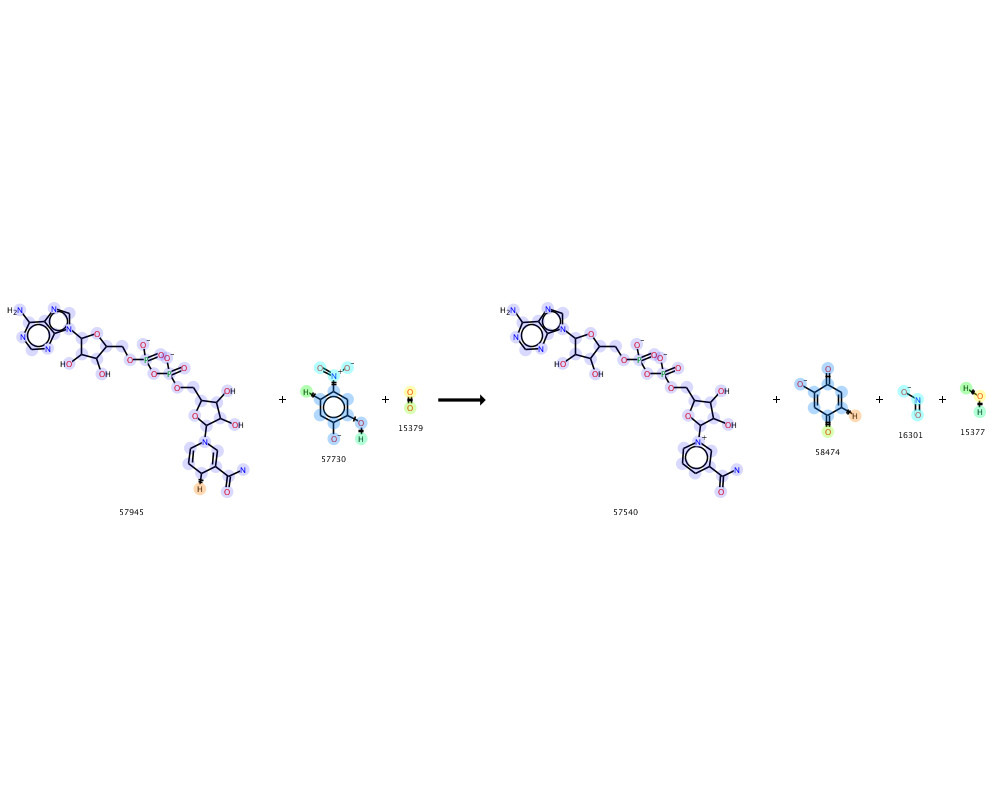 H₂N N N N N O HO OH O P O⁻ O O P O⁻ O O O OH OH N N O H
57945
+
H N⁺ O O⁻ O H O⁻
57730
+
O O
15379
H₂N N N N N O HO OH O P O⁻ O O P O⁻ O O O OH OH N⁺ N O
57540
+
O O⁻ O H
58474
+
O⁻ N O
16301
+
H O H
15377